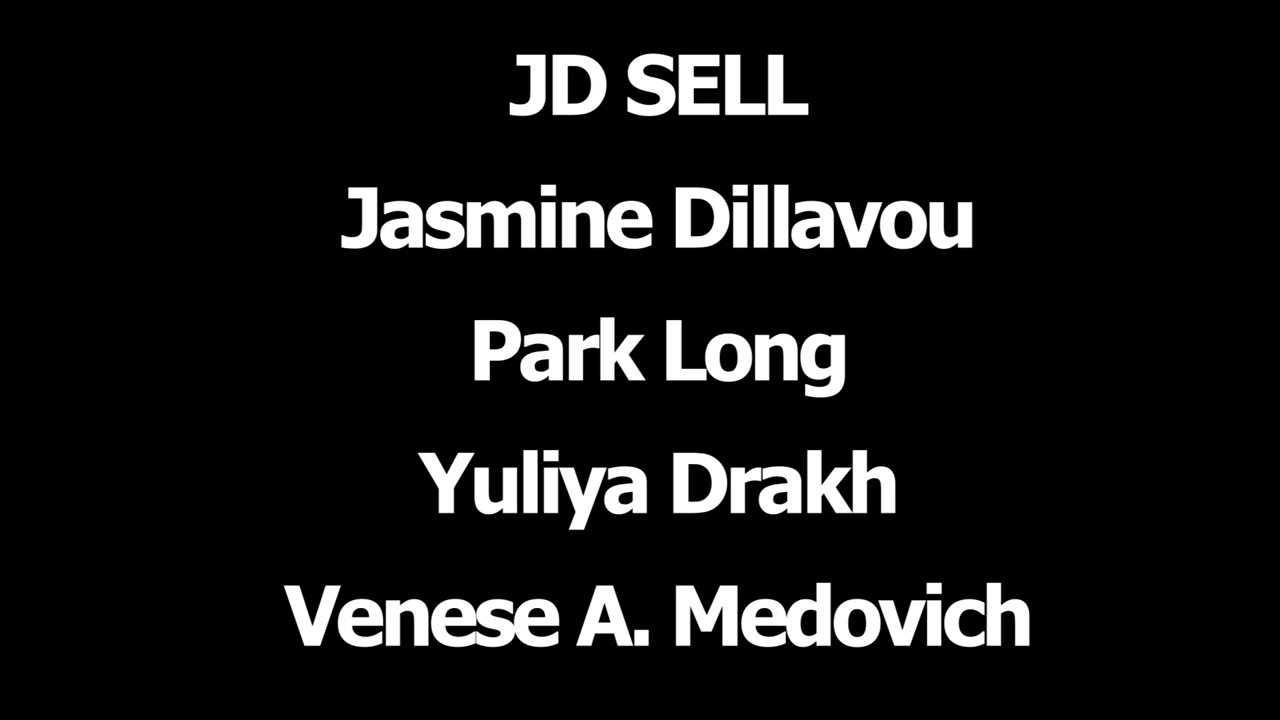 JD SELL
Jasmine Dillavou
Park Long
Yuliya Drakh
Venese A. Medovich